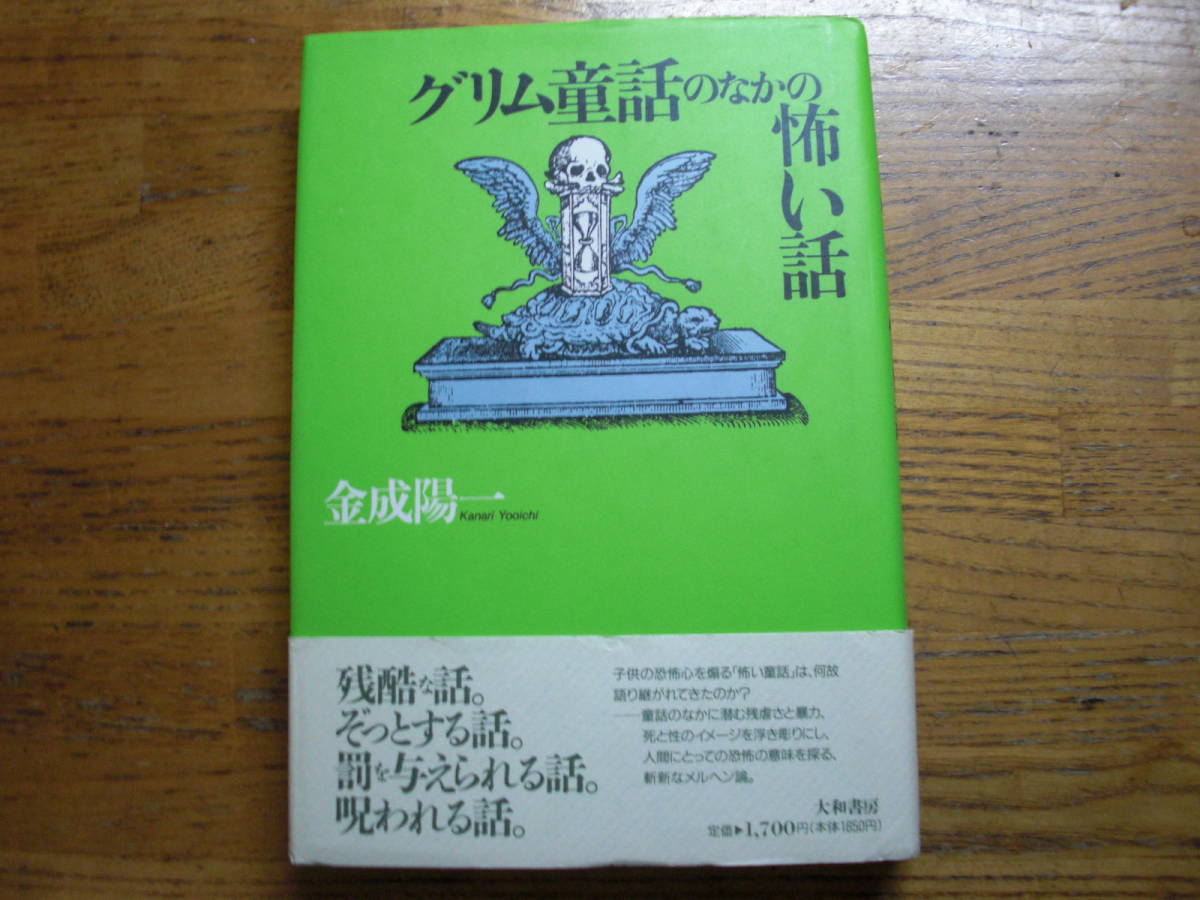 グリム童話のなかの
怖い話
金成陽一
Kanari Yooichi
残酷な話。
ぞっとする話。
罰を与えられる話。
呪われる話。
子供の恐怖心を煽る「怖い童話」は、何故
語り継がれてきたのか?
――童話のなかに潜む残虐さと暴力、
死と性のイメージを浮き彫りにし、
人間にとっての恐怖の意味を探る、
斬新なメルヘン論。
大和書房
定価▶1,700円(本体1650円)